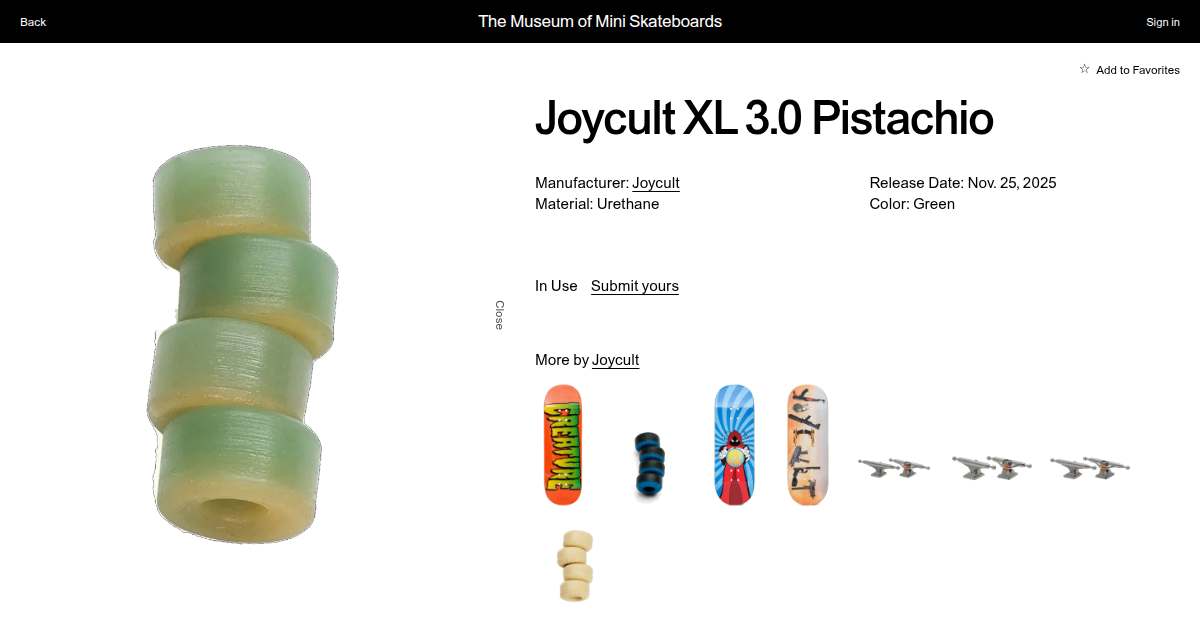 Back
The Museum of Mini Skateboards
Sign in
☆ Add to Favorites
Joycult XL 3.0 Pistachio
Manufacturer: Joycult
Release Date: Nov. 25, 2025
Material: Urethane
Color: Green
In Use Submit yours
Close
More by Joycult
CREATURE
JOYCULT